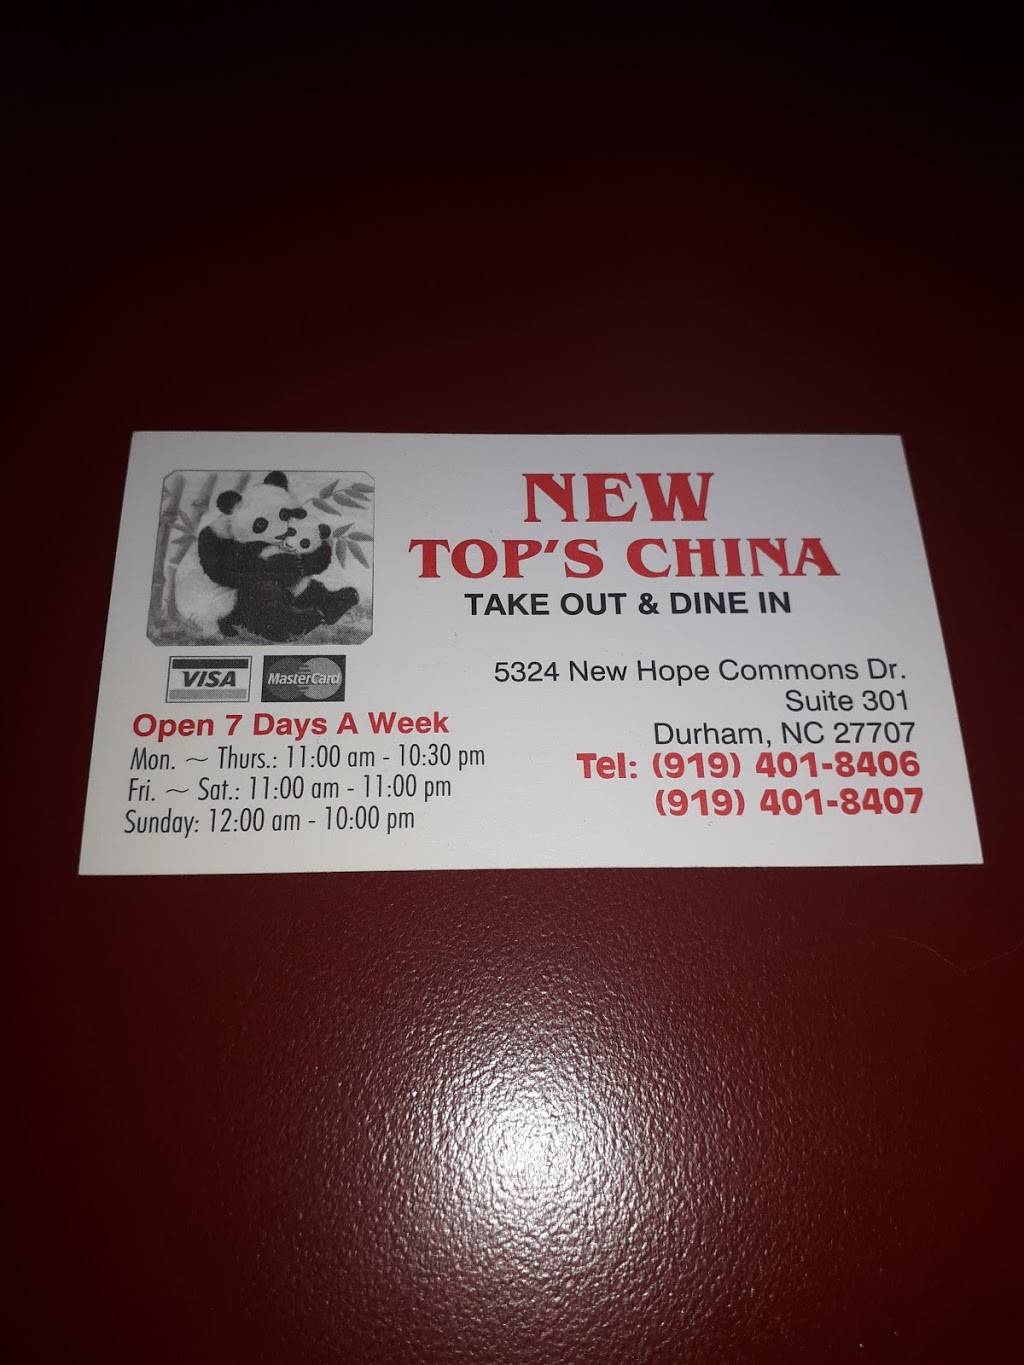 NEW
TOP'S CHINA
TAKE OUT & DINE IN
VISA
MasterCard
Open 7 Days A Week
Mon. ~ Thurs.: 11:00 am - 10:30 pm
Fri. ~ Sat.: 11:00 am - 11:00 pm
Sunday: 12:00 am - 10:00 pm
5324 New Hope Commons Dr.
Suite 301
Durham, NC 27707
Tel: (919) 401-8406
(919) 401-8407